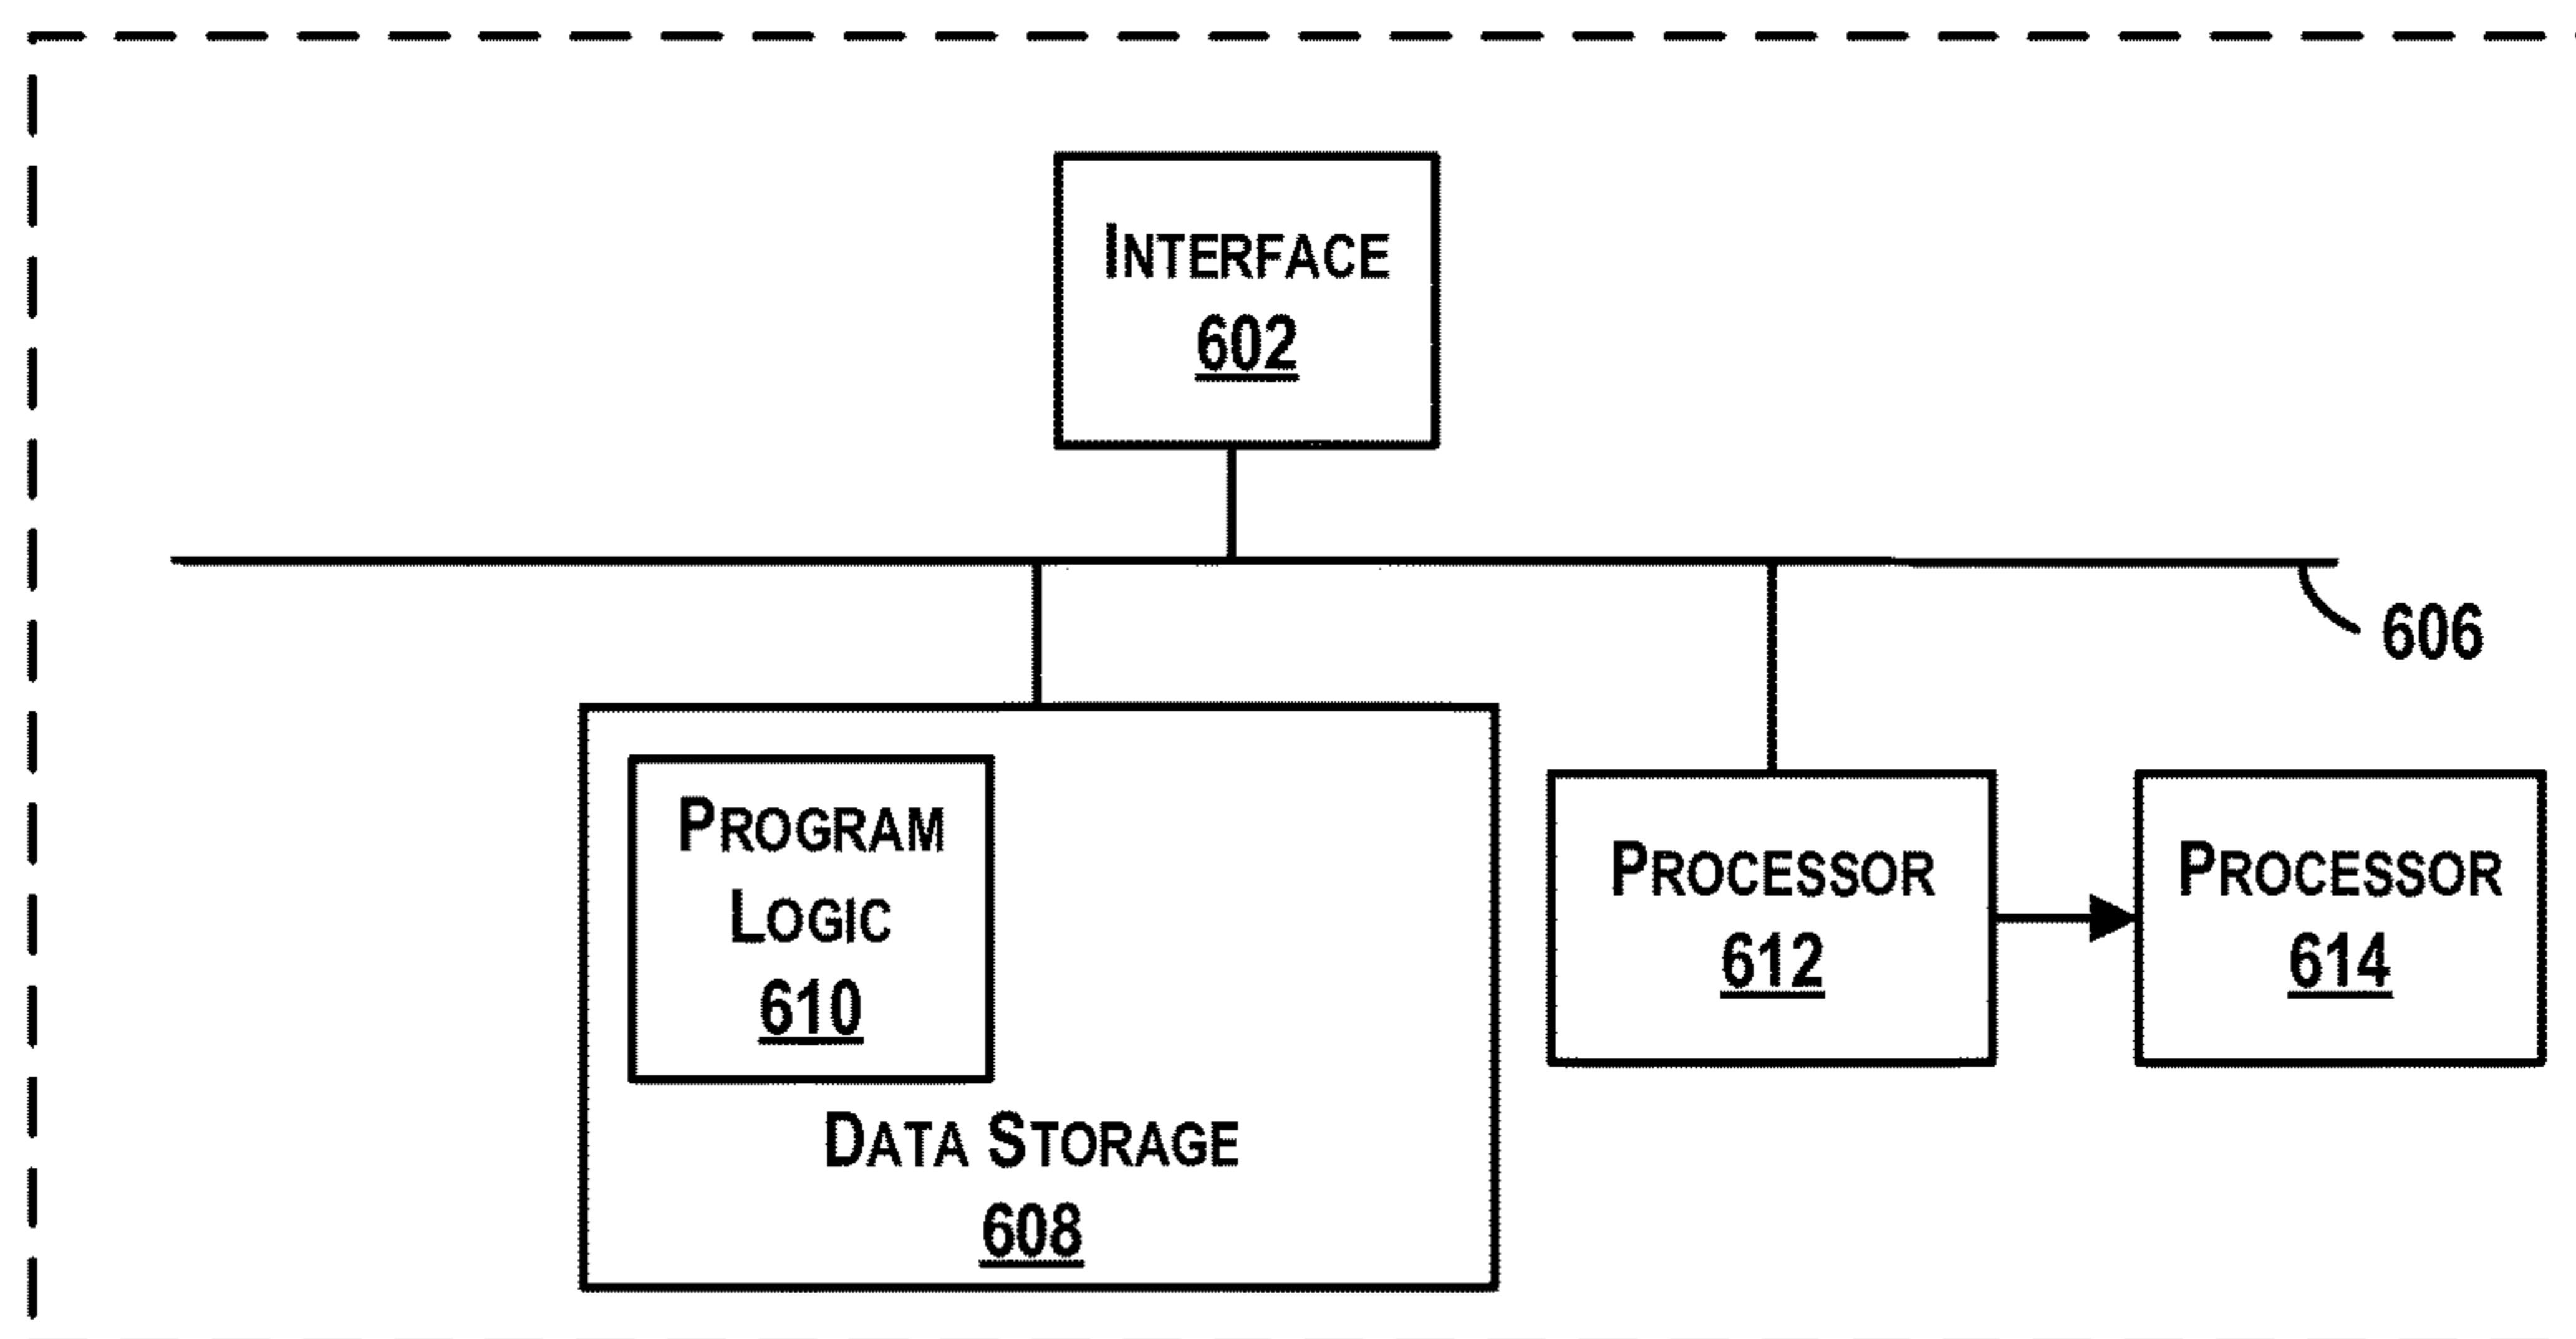 INTERFACE
602
606
PROGRAM
LOGIC
610
DATA STORAGE
608
PROCESSOR
612
PROCESSOR
614